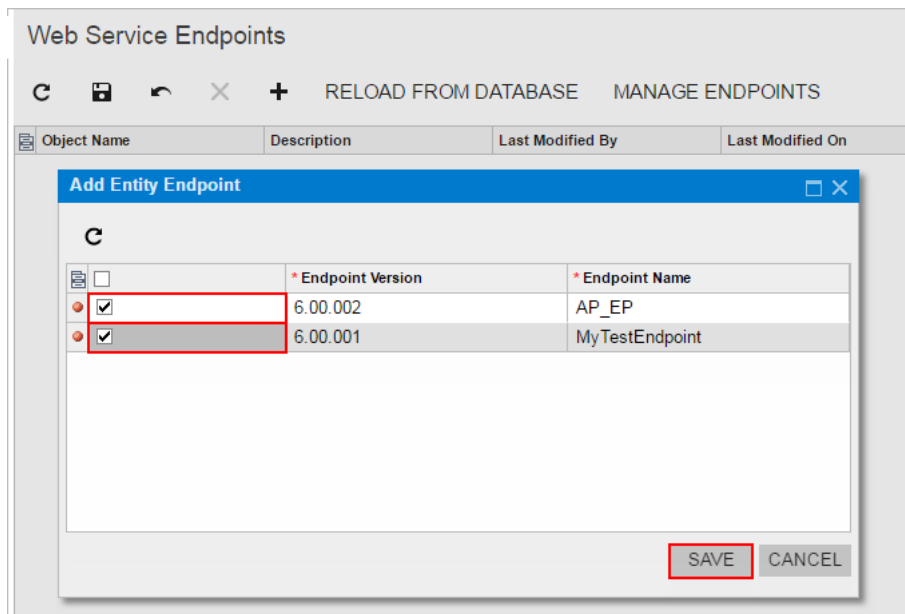 Web Service Endpoints
RELOAD FROM DATABASE MANAGE ENDPOINTS
Object Name Description Last Modified By Last Modified On
Add Entity Endpoint
* Endpoint Version * Endpoint Name
6.00.002 AP_EP
6.00.001 MyTestEndpoint
SAVE CANCEL